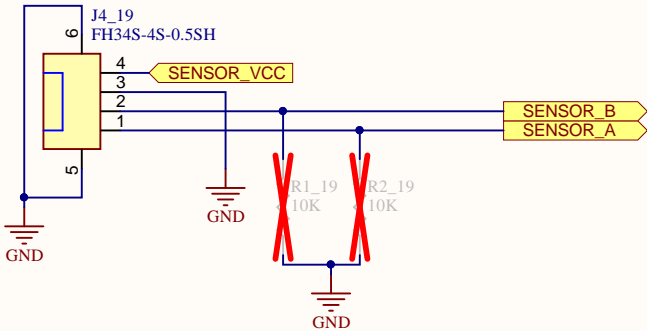 J4_19
FH34S-4S-0.5SH
6
4
SENSOR_VCC
3
2
SENSOR_B
1
SENSOR_A
5
R1_19
10K
R2_19
10K
GND
GND
GND